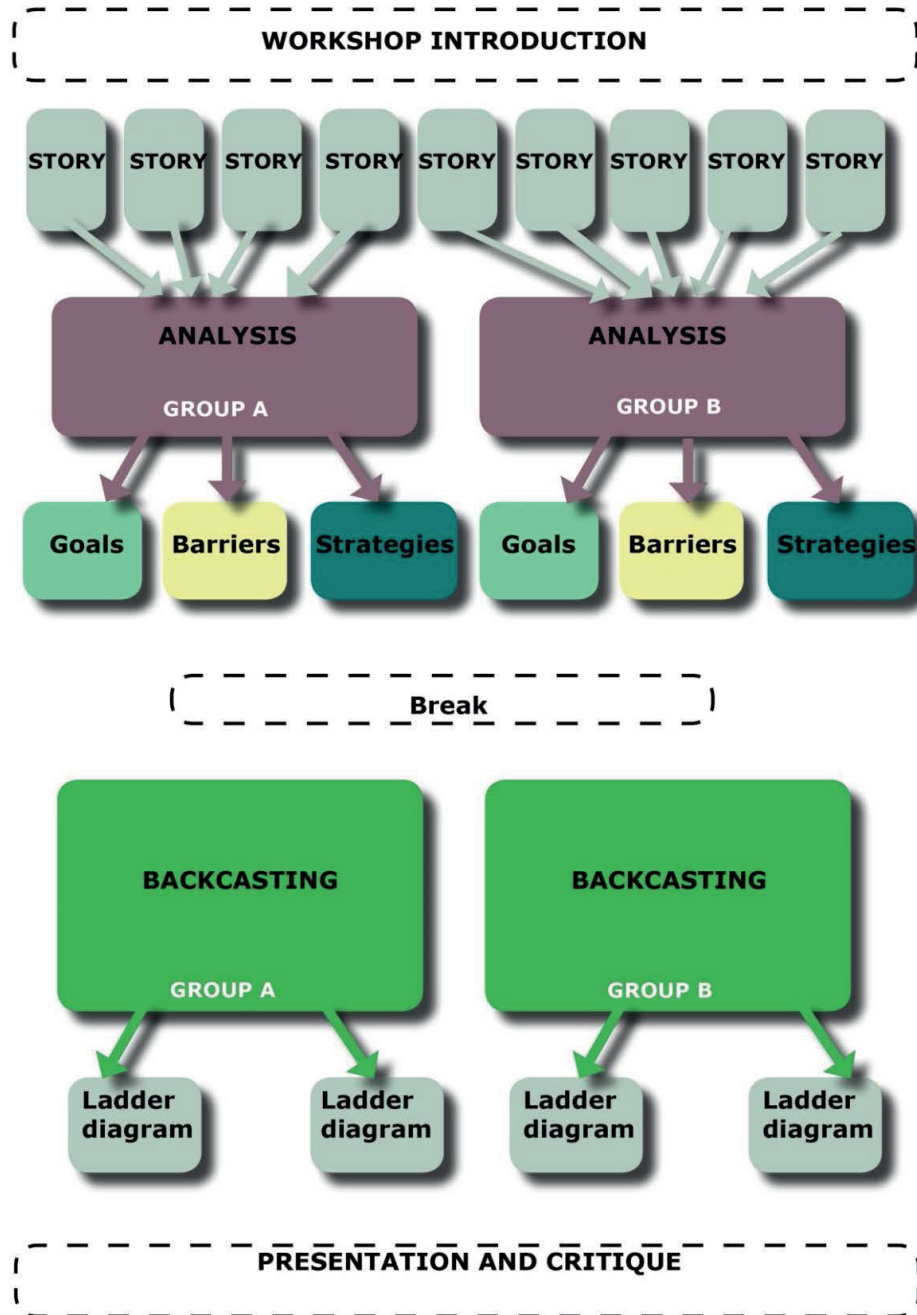 WORKSHOP INTRODUCTION
STORY STORY STORY STORY STORY STORY STORY STORY STORY
ANALYSIS ANALYSIS
GROUP A GROUP B
Goals Barriers Strategies Goals Barriers Strategies
Break
BACKCASTING BACKCASTING
GROUP A GROUP B
Ladder Ladder Ladder Ladder
diagram diagram diagram diagram
PRESENTATION AND CRITIQUE